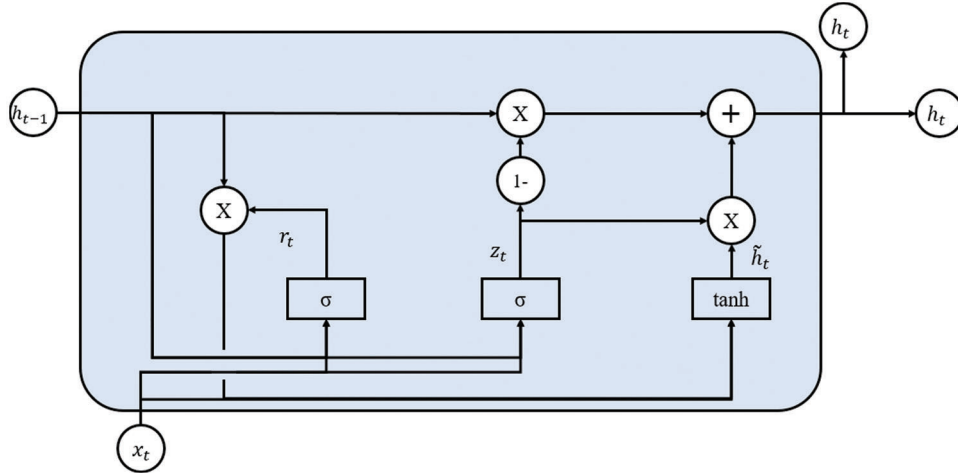 h_t
h_{t-1}
X
+
h_t
1-
X
X
r_t
z_t
h̃_t
σ
σ
tanh
x_t